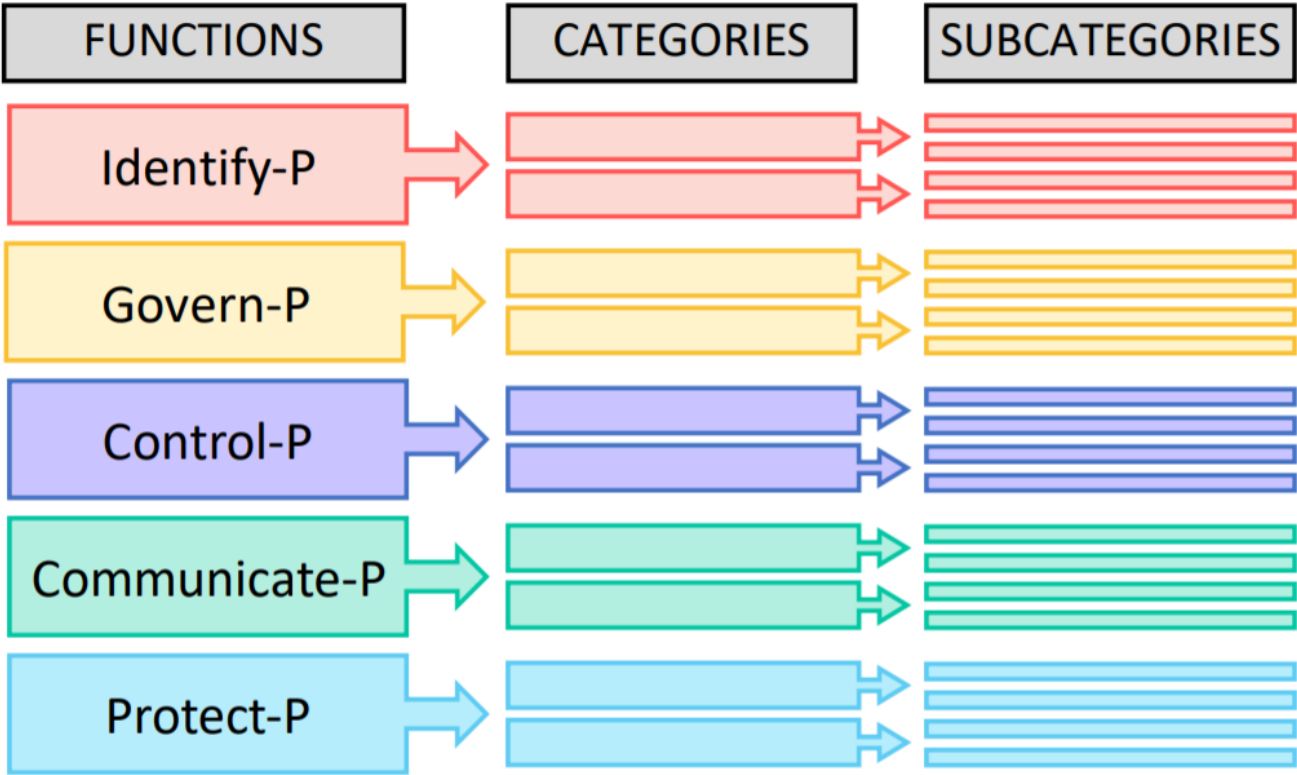 FUNCTIONS
CATEGORIES
SUBCATEGORIES
Identify-P
Govern-P
Control-P
Communicate-P
Protect-P